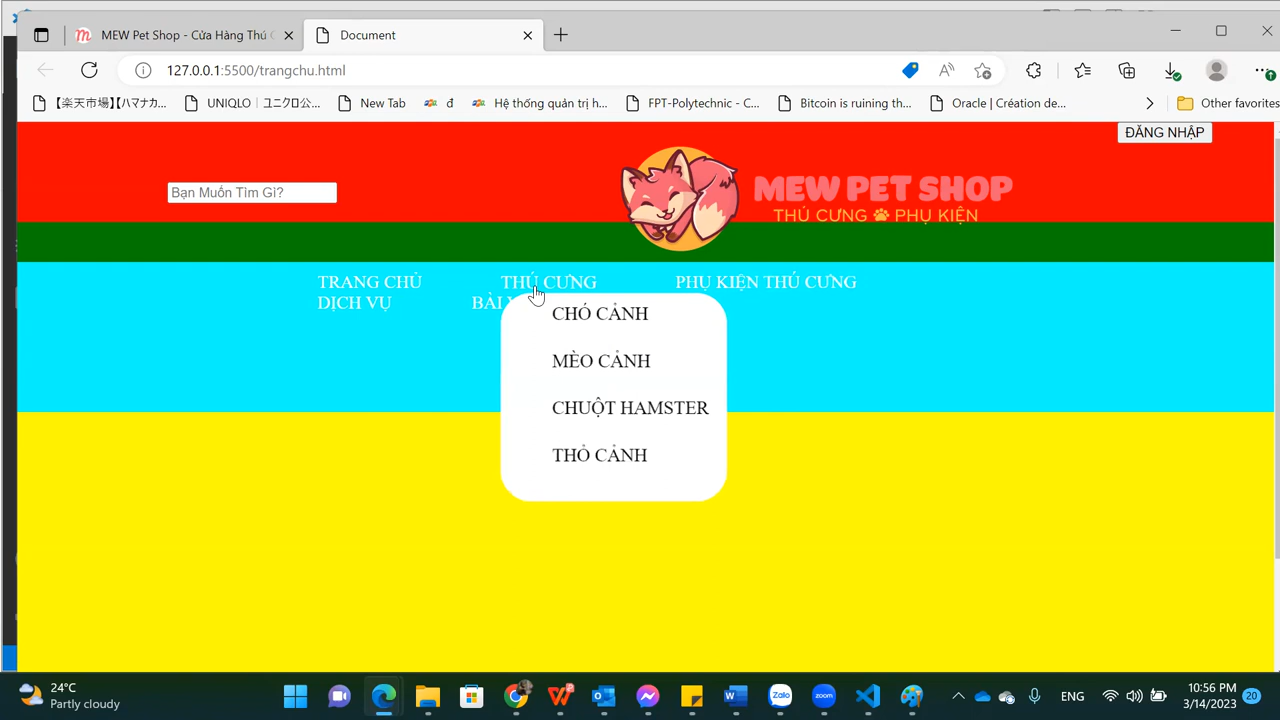 MEW Pet Shop - Cửa Hàng Thú C
Document
127.0.0.1:5500/trangchu.html
【楽天市場】【ハマナカ...
UNIQLO | ユニクロ公...
New Tab
đ
Hệ thống quản trị h...
FPT-Polytechnic - C...
Bitcoin is ruining th...
Oracle | Création de...
Other favorites
ĐĂNG NHẬP
Bạn Muốn Tìm Gì?
MEW PET SHOP
THÚ CƯNG PHỤ KIỆN
TRANG CHỦ THÚ CƯNG PHỤ KIỆN THÚ CƯNG
DỊCH VỤ BÀI
CHÓ CẢNH
MÈO CẢNH
CHUỘT HAMSTER
THỎ CẢNH
24°C
Partly cloudy
Zalo
zoom
ENG
10:56 PM
3/14/2023
20